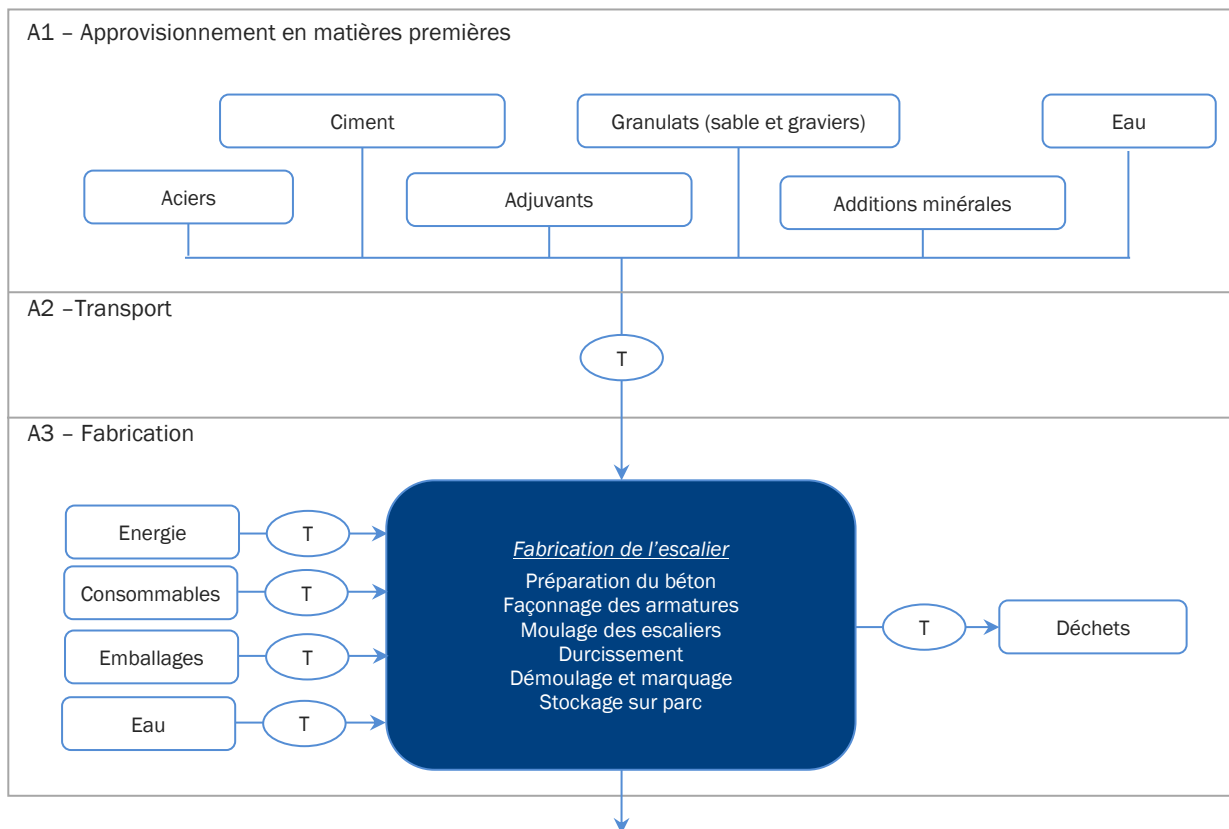 A1 – Approvisionnement en matières premières
Ciment
Granulats (sable et graviers)
Eau
Aciers
Adjuvants
Additions minérales
A2 –Transport
T
A3 – Fabrication
Energie
T
Consommables
T
Emballages
T
Eau
T
Fabrication de l'escalier
Préparation du béton
Façonnage des armatures
Moulage des escaliers
Durcissement
Démoulage et marquage
Stockage sur parc
T
Déchets